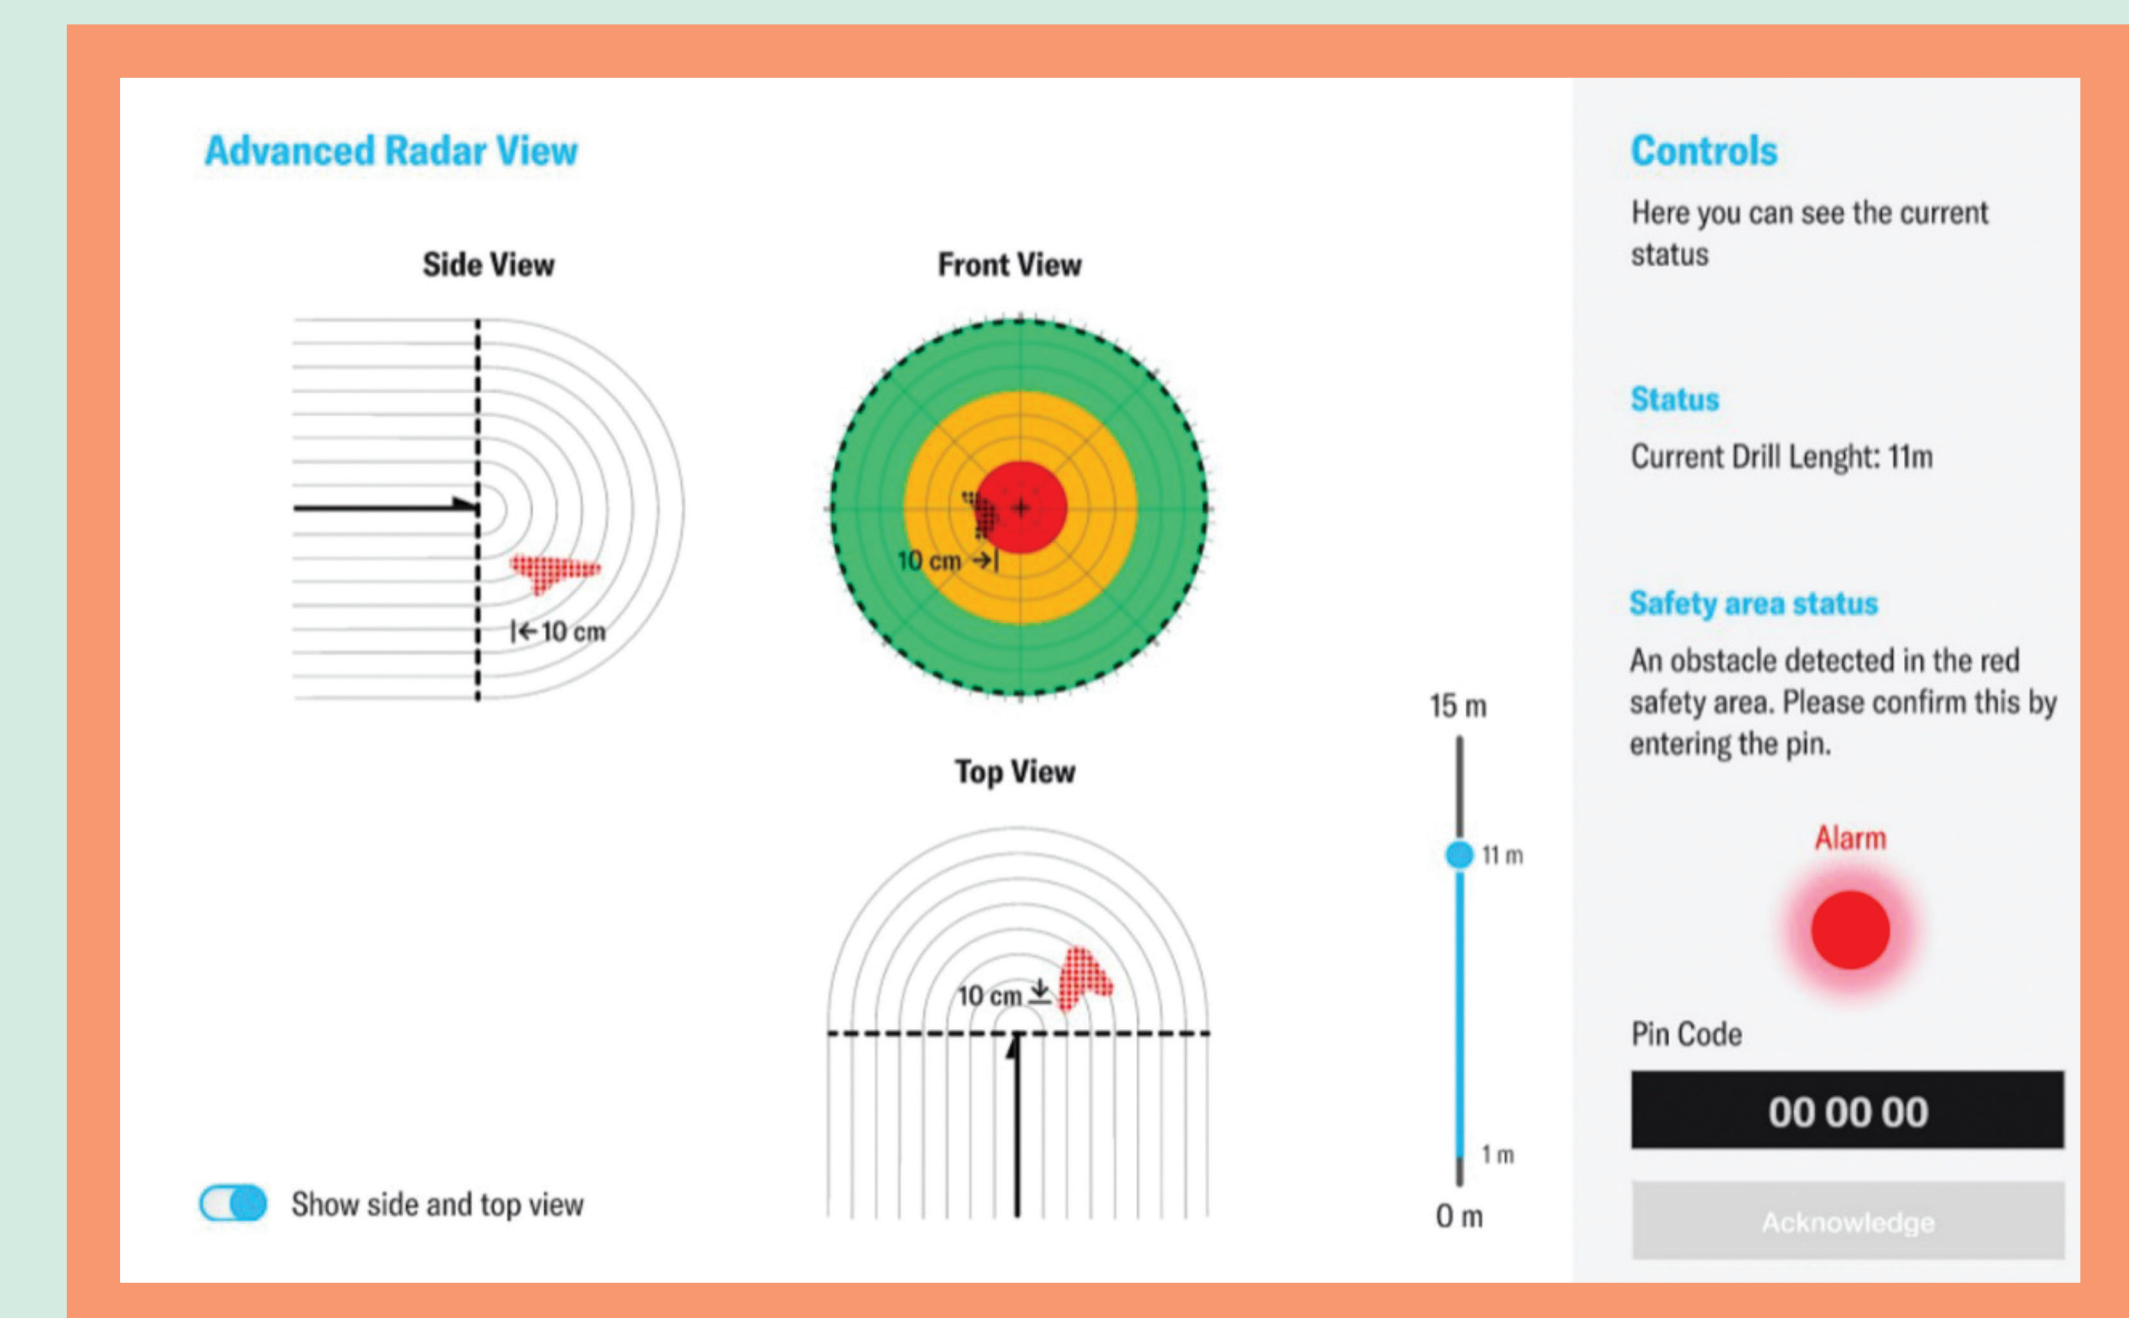 Advanced Radar View
Side View
Front View
10 cm
10 cm
Top View
10 cm
15 m
11 m
1 m
0 m
Show side and top view
Controls
Here you can see the current
status
Status
Current Drill Lenght: 11m
Safety area status
An obstacle detected in the red
safety area. Please confirm this by
entering the pin.
Alarm
Pin Code
00 00 00
Acknowledge